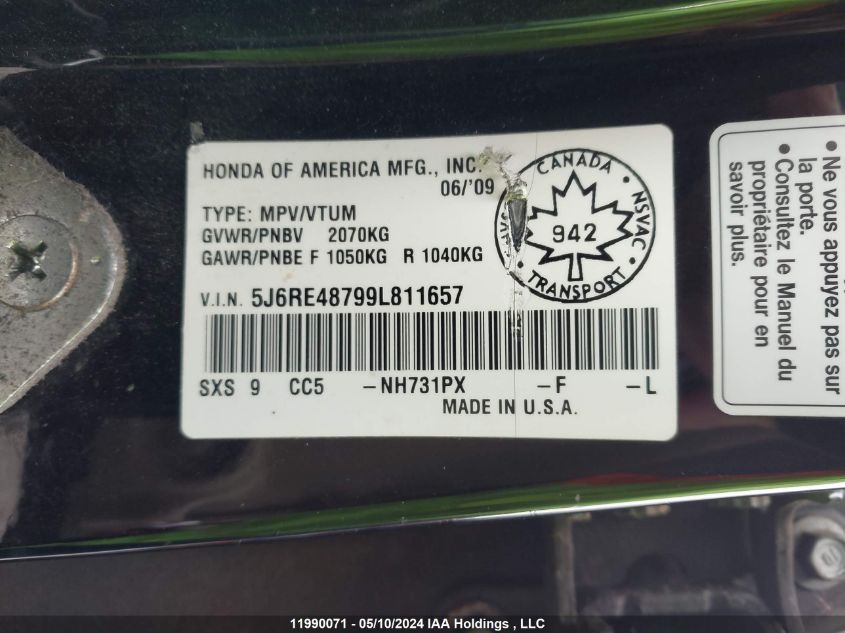 HONDA OF AMERICA MFG., INC.
06/'09
TYPE: MPV/VTUM
GVWR/PNBV 2070KG
GAWR/PNBE F 1050KG R 1040KG
V.I.N. 5J6RE48799L811657
SXS 9 CC5 -NH731PX -F -L
MADE IN U.S.A.
CANADA • NSVAC • TRANSPORT •
942
• Ne vous appuyez pas sur
la porte.
• Consultez le Manuel du
propriétaire pour en
savoir plus.
11990071 - 05/10/2024 IAA Holdings , LLC